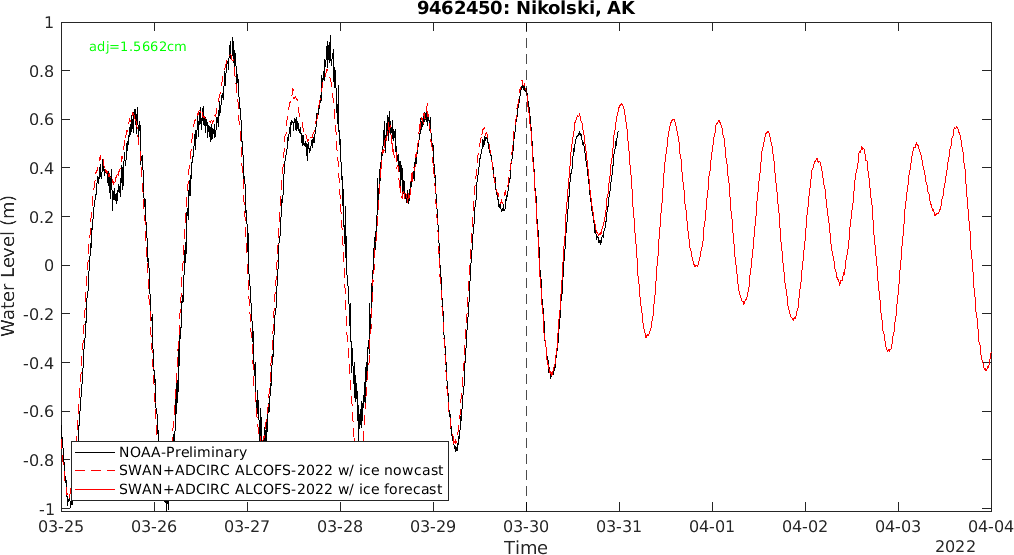 9462450: Nikolski, AK
adj=1.5662cm
Water Level (m)
1
0.8
0.6
0.4
0.2
0
-0.2
-0.4
-0.6
-0.8
-1
NOAA-Preliminary
SWAN+ADCIRC ALCOFS-2022 w/ ice nowcast
SWAN+ADCIRC ALCOFS-2022 w/ ice forecast
03-25 03-26 03-27 03-28 03-29 03-30 03-31 04-01 04-02 04-03 04-04
Time
2022